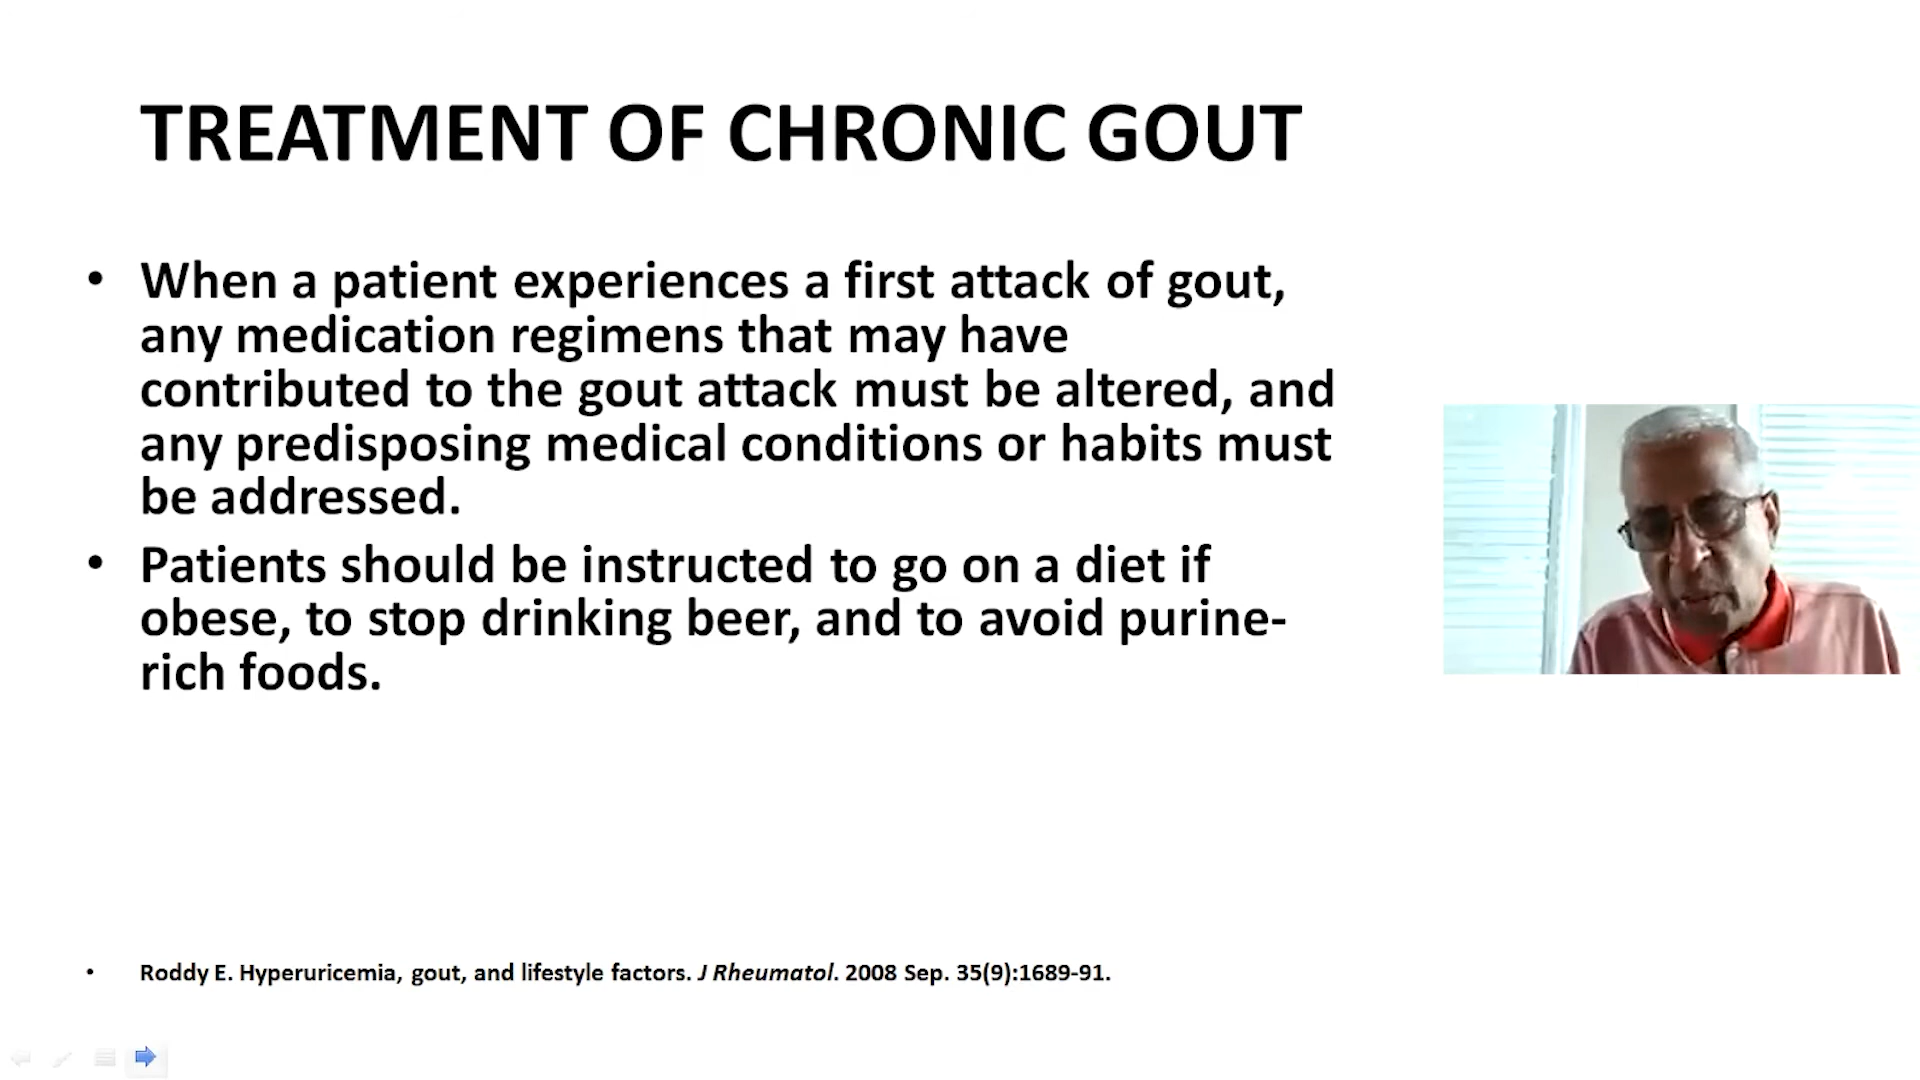 TREATMENT OF CHRONIC GOUT
• When a patient experiences a first attack of gout,
any medication regimens that may have
contributed to the gout attack must be altered, and
any predisposing medical conditions or habits must
be addressed.
• Patients should be instructed to go on a diet if
obese, to stop drinking beer, and to avoid purine-
rich foods.
• Roddy E. Hyperuricemia, gout, and lifestyle factors. J Rheumatol. 2008 Sep. 35(9):1689-91.